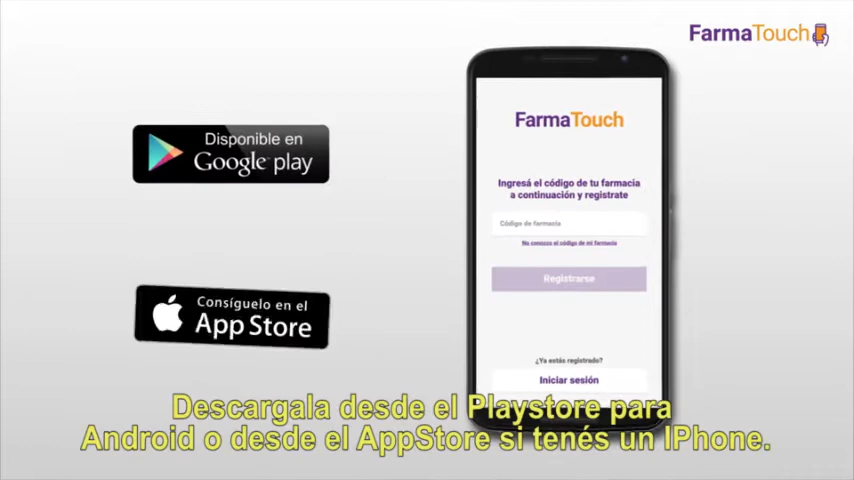 FarmaTouch
Disponible en
Google play
Consíguelo en el
App Store
FarmaTouch
Ingresá el código de tu farmacia
a continuación y registrate
Código de farmacia
No conozco el código de mi farmacia
Registrarse
¿Ya estás registrado?
Iniciar sesión
Descargala desde el Playstore para
Android o desde el AppStore si tenés un IPhone.